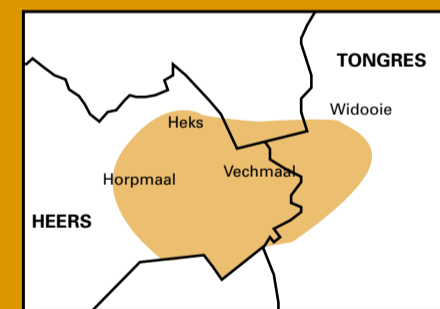 TONGRES
Widooie
Heks
Vechmaal
Horpmaal
HEERS